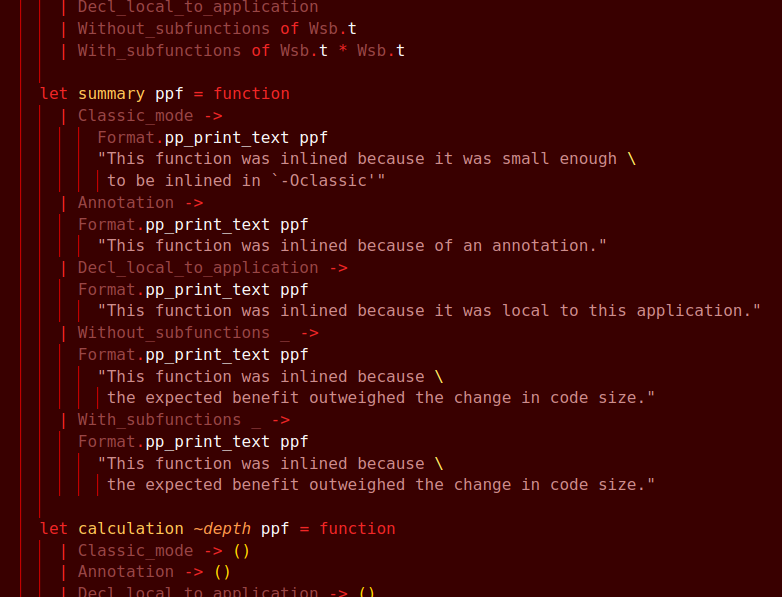 | Decl_local_to_application
| Without_subfunctions of Wsb.t
| With_subfunctions of Wsb.t * Wsb.t
let summary ppf = function
| Classic_mode ->
Format.pp_print_text ppf
"This function was inlined because it was small enough \
to be inlined in `-Oclassic'"
| Annotation ->
Format.pp_print_text ppf
"This function was inlined because of an annotation."
| Decl_local_to_application ->
Format.pp_print_text ppf
"This function was inlined because it was local to this application."
| Without_subfunctions _ ->
Format.pp_print_text ppf
"This function was inlined because \
the expected benefit outweighed the change in code size."
| With_subfunctions _ ->
Format.pp_print_text ppf
"This function was inlined because \
the expected benefit outweighed the change in code size."
let calculation ~depth ppf = function
| Classic_mode -> ()
| Annotation -> ()
| Decl_local_to_application -> ()